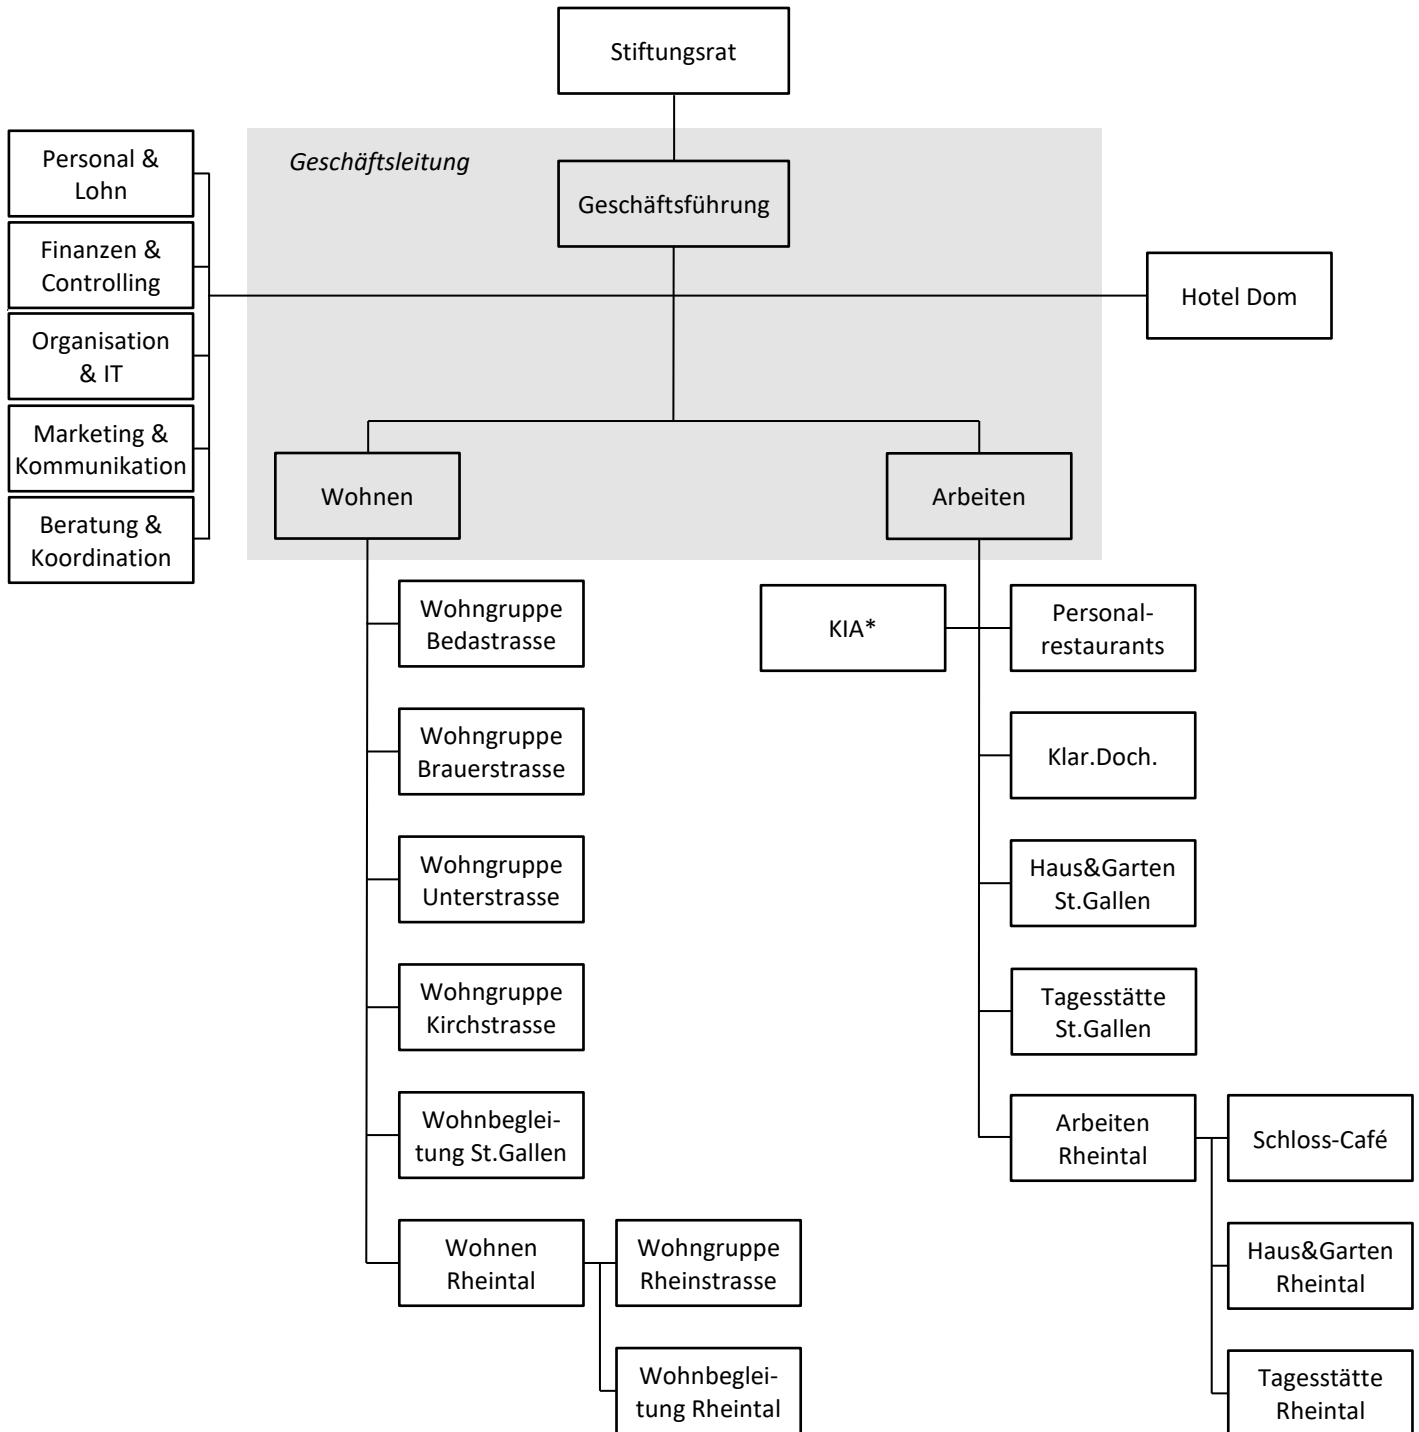 Stiftungsrat
Geschäftsleitung
Geschäftsführung
Personal &
Lohn
Finanzen &
Controlling
Organisation
& IT
Marketing &
Kommunikation
Beratung &
Koordination
Hotel Dom
Wohnen
Arbeiten
Wohngruppe
Bedastrasse
Wohngruppe
Brauerstrasse
Wohngruppe
Unterstrasse
Wohngruppe
Kirchstrasse
Wohnbeglei-
tung St.Gallen
Wohnen
Rheintal
Wohngruppe
Rheinstrasse
Wohnbeglei-
tung Rheintal
KIA*
Personal-
restaurants
Klar.Doch.
Haus&Garten
St.Gallen
Tagesstätte
St.Gallen
Arbeiten
Rheintal
Schloss-Café
Haus&Garten
Rheintal
Tagesstätte
Rheintal